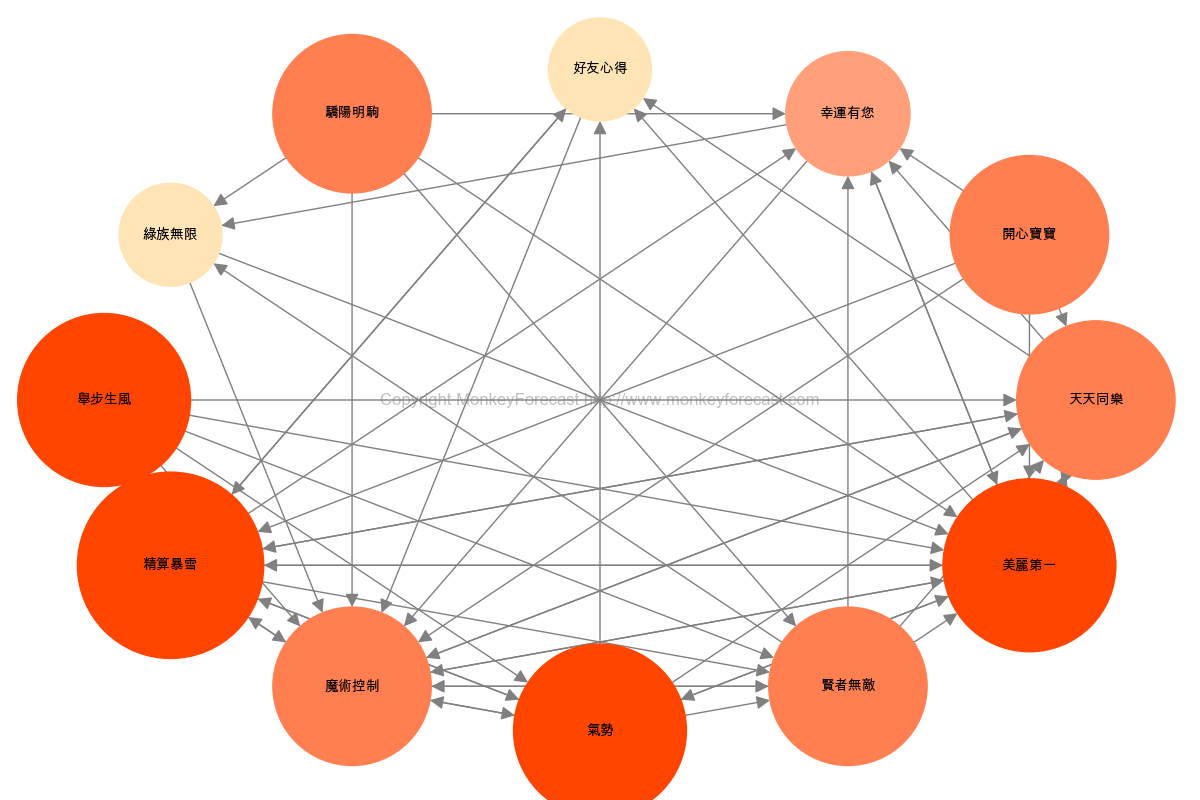 好友心得
驕陽明駒
幸運有您
綠族無限
開心寶寶
舉步生風
Copyright MonkeyForecast http://www.monkeyforecast.com
天天同樂
精算暴雪
美麗第一
魔術控制
賢者無敵
氣勢